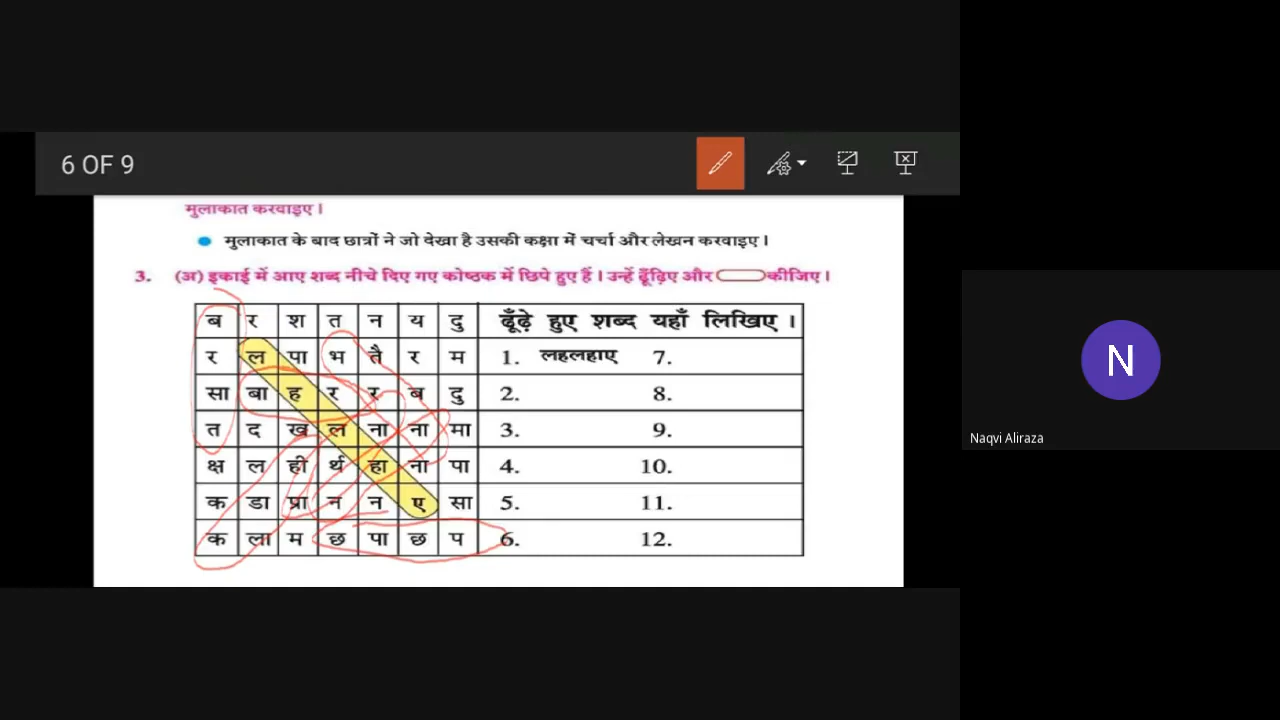 6 OF 9
मुलाकात करवाइए ।
मुलाकात के बाद छात्रों ने जो देखा है उसकी कक्षा में चर्चा और लेखन करवाइए ।
3. (अ) इकाई में आए शब्द नीचे दिए गए कोष्ठक में छिपे हुए हैं । उन्हें ढूँढ़िए और कीजिए ।
ब र श त न य दु ढूँढ़े हुए शब्द यहाँ लिखिए ।
र ल पा भ तै र म 1. लहलहाए 7.
सा बा ह र र ब दु 2. 8.
त द ख ल ना ना मा 3. 9.
क्ष ल ही र्थ हा ना पा 4. 10.
क डा प्रा न न ए सा 5. 11.
क ला म छ पा छ प 6. 12.
N
Naqvi Aliraza